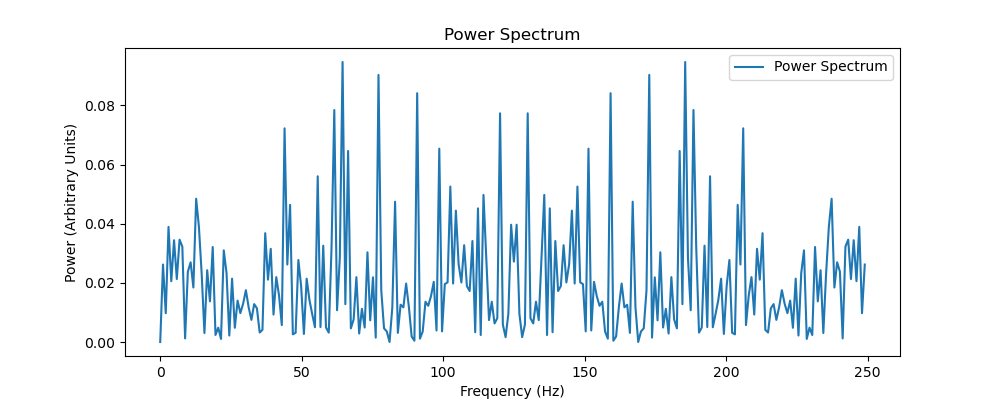 Power Spectrum
Power Spectrum
Power (Arbitrary Units)
0.08
0.06
0.04
0.02
0.00
0 50 100 150 200 250
Frequency (Hz)